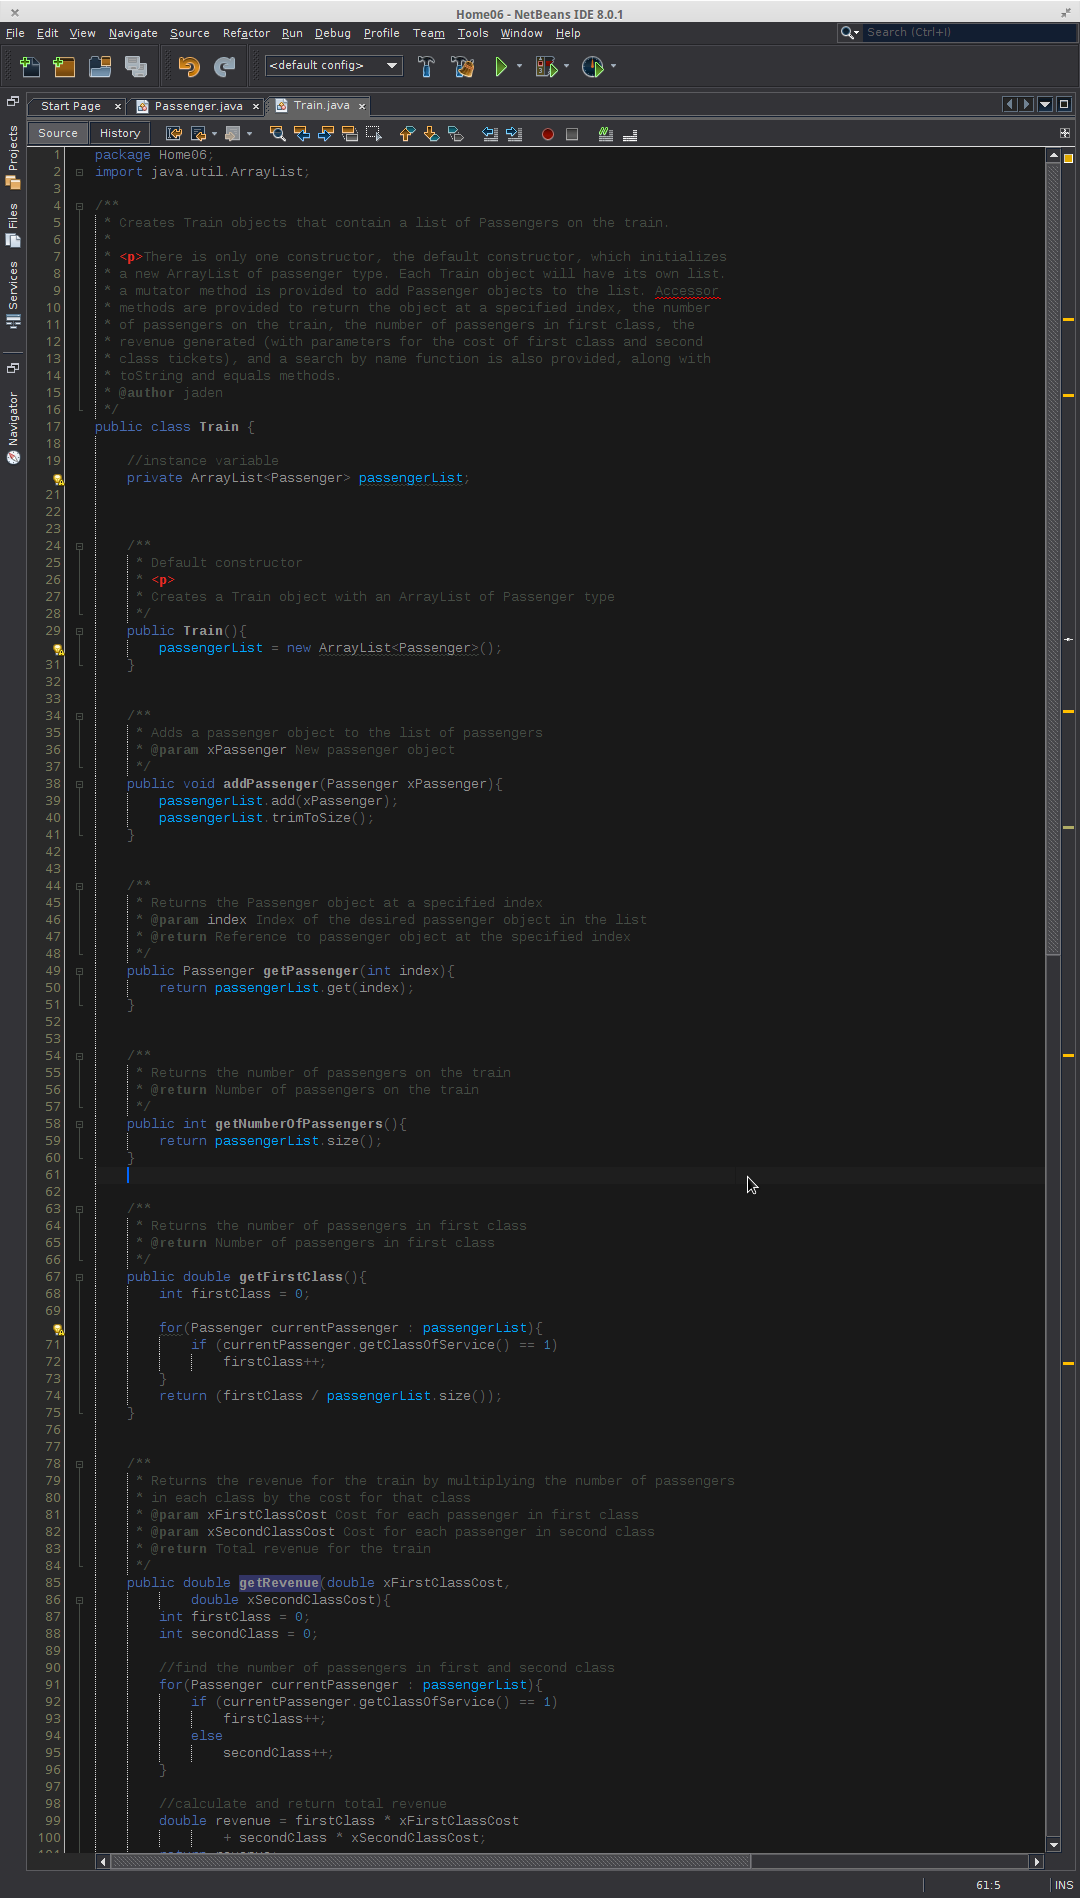 Home06 - NetBeans IDE 8.0.1
File Edit View Navigate Source Refactor Run Debug Profile Team Tools Window Help
Search (Ctrl+I)
<default config>
Start Page Passenger.java Train.java
Source History
Projects
Files
Services
Navigator
1 package Home06;
2 import java.util.ArrayList;
3
4 /**
5 * Creates Train objects that contain a list of Passengers on the train.
6 *
7 * <p>There is only one constructor, the default constructor, which initializes
8 * a new ArrayList of passenger type. Each Train object will have its own list.
9 * a mutator method is provided to add Passenger objects to the list. Accessor
10 * methods are provided to return the object at a specified index, the number
11 * of passengers on the train, the number of passengers in first class, the
12 * revenue generated (with parameters for the cost of first class and second
13 * class tickets), and a search by name function is also provided, along with
14 * toString and equals methods.
15 * @author jaden
16 */
17 public class Train {
18
19 //instance variable
private ArrayList<Passenger> passengerList;
21
22
23
24 /**
25 * Default constructor
26 * <p>
27 * Creates a Train object with an ArrayList of Passenger type
28 */
29 public Train(){
passengerList = new ArrayList<Passenger>();
31 }
32
33
34 /**
35 * Adds a passenger object to the list of passengers
36 * @param xPassenger New passenger object
37 */
38 public void addPassenger(Passenger xPassenger){
39 passengerList.add(xPassenger);
40 passengerList.trimToSize();
41 }
42
43
44 /**
45 * Returns the Passenger object at a specified index
46 * @param index Index of the desired passenger object in the list
47 * @return Reference to passenger object at the specified index
48 */
49 public Passenger getPassenger(int index){
50 return passengerList.get(index);
51 }
52
53
54 /**
55 * Returns the number of passengers on the train
56 * @return Number of passengers on the train
57 */
58 public int getNumberOfPassengers(){
59 return passengerList.size();
60 }
61
62
63 /**
64 * Returns the number of passengers in first class
65 * @return Number of passengers in first class
66 */
67 public double getFirstClass(){
68 int firstClass = 0;
69
for(Passenger currentPassenger : passengerList){
71 if (currentPassenger.getClassOfService() == 1)
72 firstClass++;
73 }
74 return (firstClass / passengerList.size());
75 }
76
77
78 /**
79 * Returns the revenue for the train by multiplying the number of passengers
80 * in each class by the cost for that class
81 * @param xFirstClassCost Cost for each passenger in first class
82 * @param xSecondClassCost Cost for each passenger in second class
83 * @return Total revenue for the train
84 */
85 public double getRevenue(double xFirstClassCost,
86 double xSecondClassCost){
87 int firstClass = 0;
88 int secondClass = 0;
89
90 //find the number of passengers in first and second class
91 for(Passenger currentPassenger : passengerList){
92 if (currentPassenger.getClassOfService() == 1)
93 firstClass++;
94 else
95 secondClass++;
96 }
97
98 //calculate and return total revenue
99 double revenue = firstClass * xFirstClassCost
100 + secondClass * xSecondClassCost;
61:5 INS